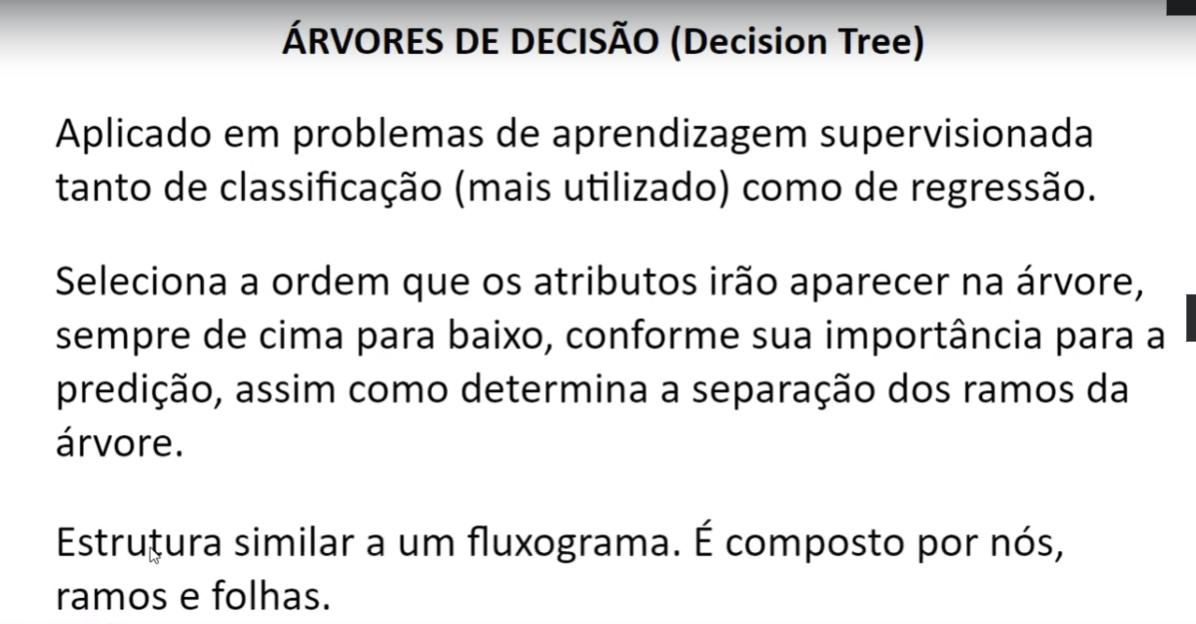 ÁRVORES DE DECISÃO (Decision Tree)
Aplicado em problemas de aprendizagem supervisionada
tanto de classificação (mais utilizado) como de regressão.
Seleciona a ordem que os atributos irão aparecer na árvore,
sempre de cima para baixo, conforme sua importância para a
predição, assim como determina a separação dos ramos da
árvore.
Estrutura similar a um fluxograma. É composto por nós,
ramos e folhas.